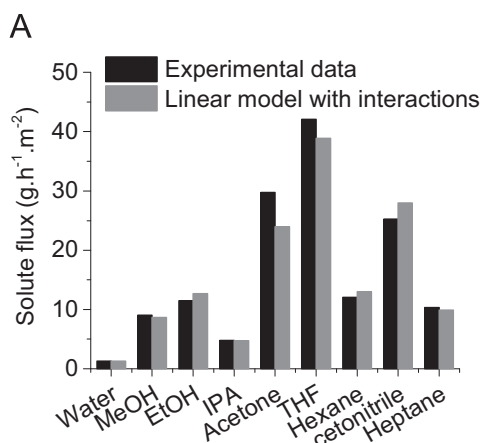 A
Experimental data
Linear model with interactions
Solute flux (g.h⁻¹.m⁻²)
50
40
30
20
10
0
Water
MeOH
EtOH
IPA
Acetone
THF
Hexane
cetonitrile
Heptane